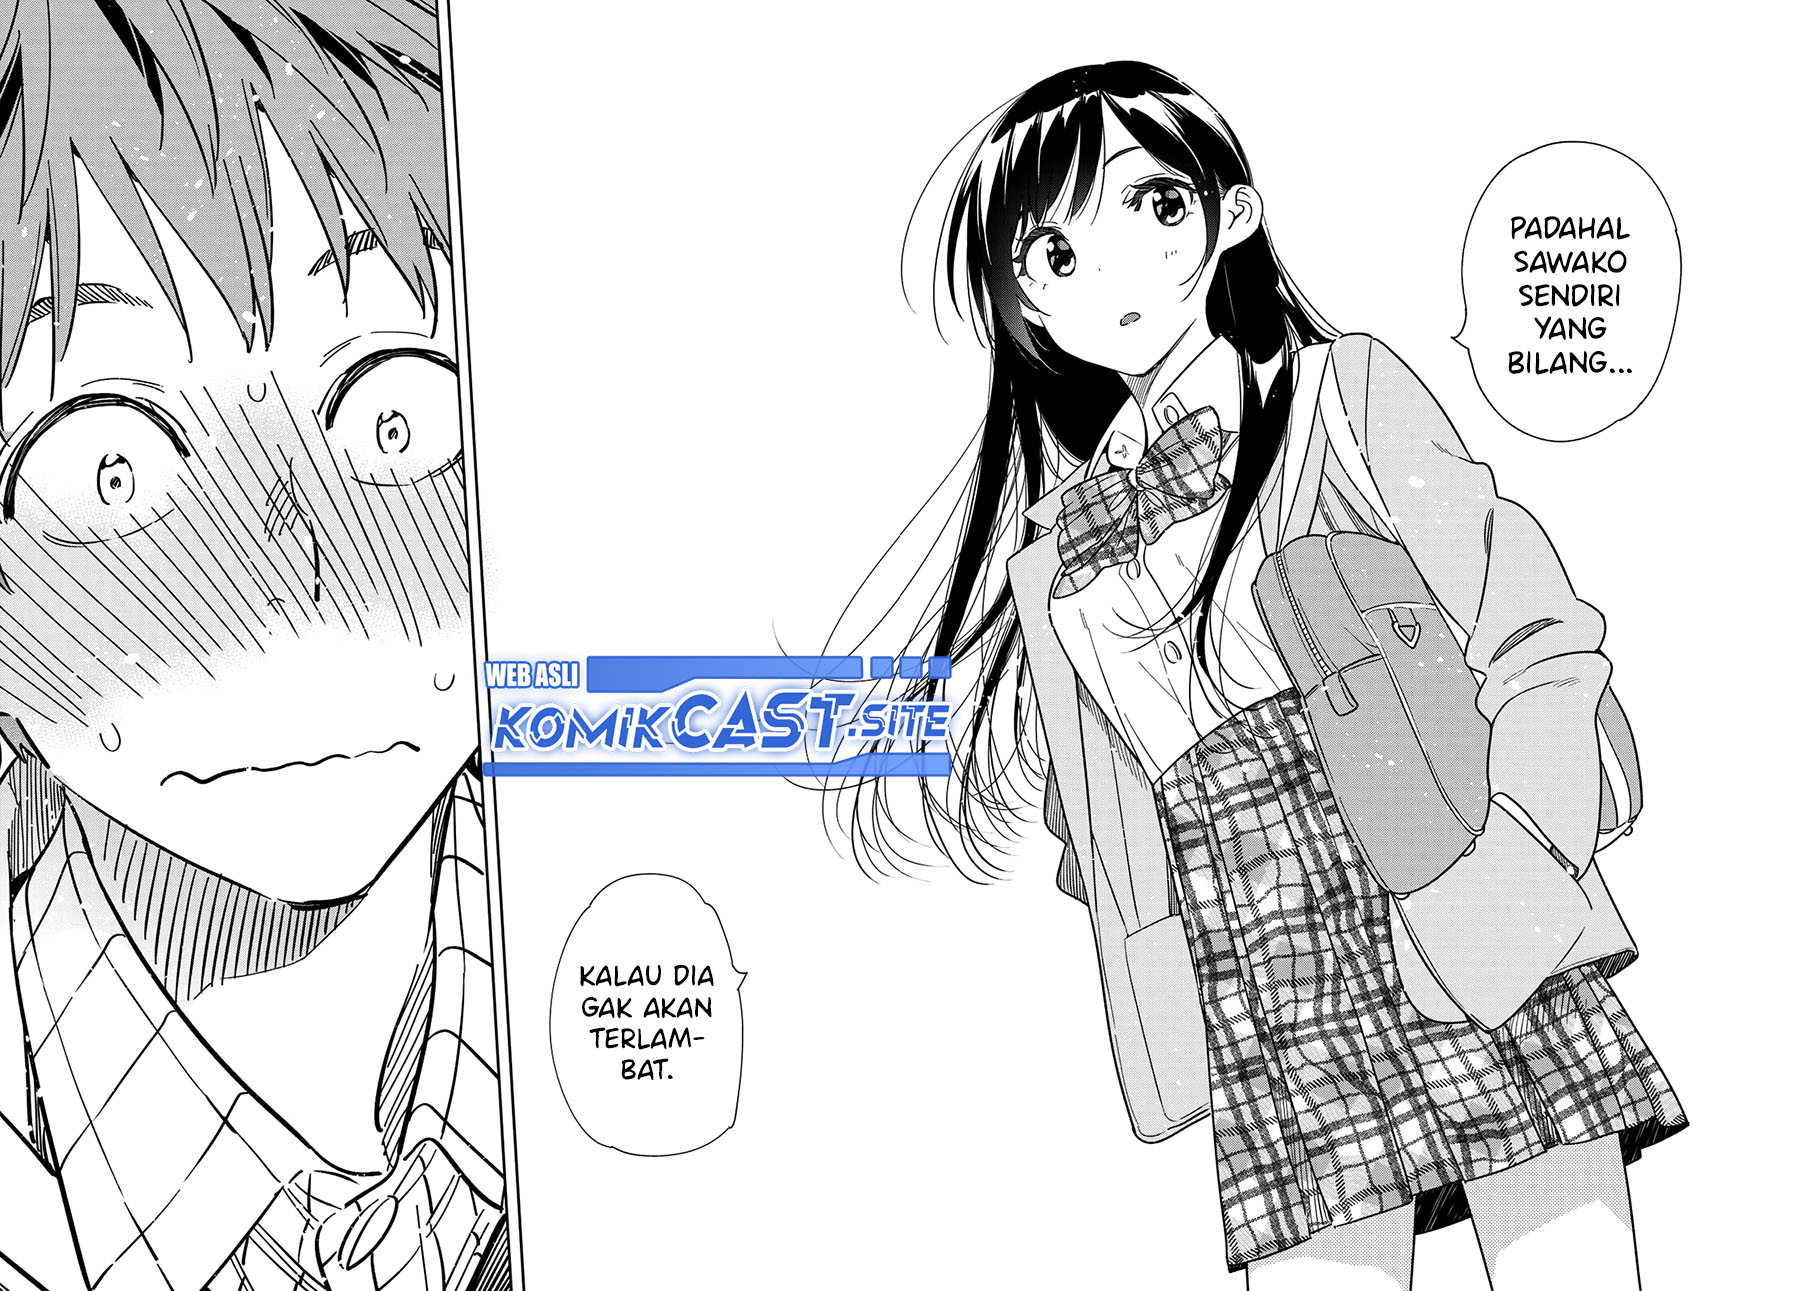 PADAHAL
SAWAKO
SENDIRI
YANG
BILANG...
WEB ASLI
KOMIKCAST.SITE
KALAU DIA
GAK AKAN
TERLAM-
BAT.